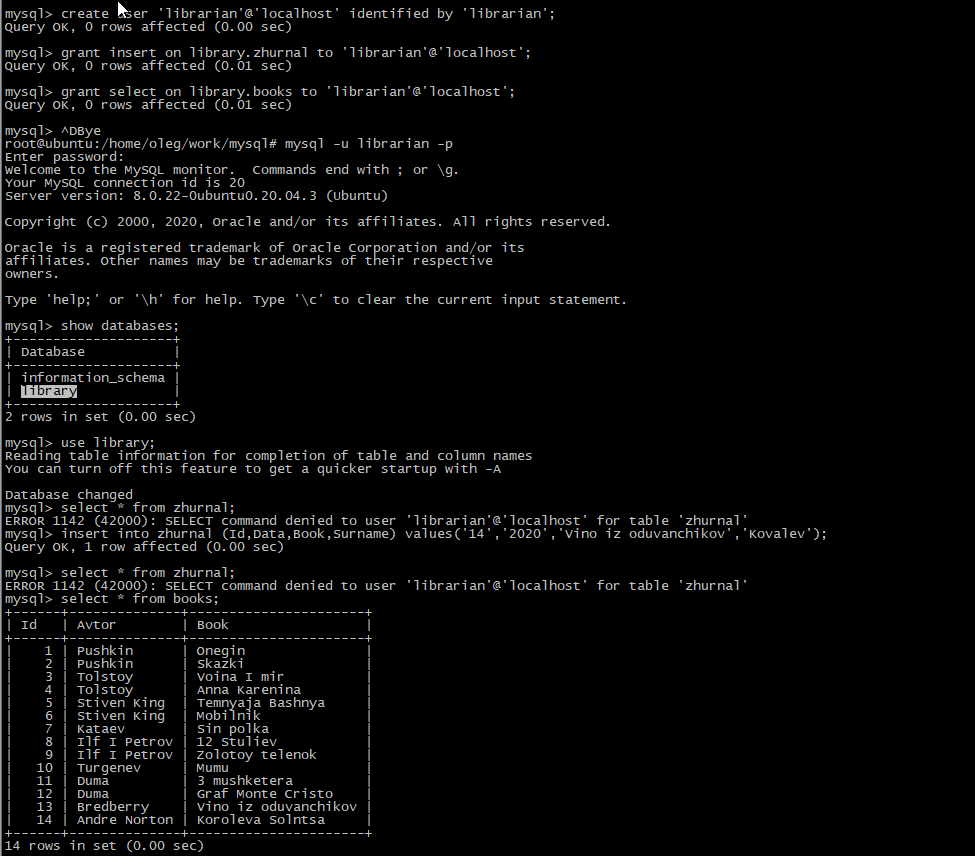 mysql> create user 'librarian'@'localhost' identified by 'librarian';
Query OK, 0 rows affected (0.00 sec)

mysql> grant insert on library.zhurnal to 'librarian'@'localhost';
Query OK, 0 rows affected (0.01 sec)

mysql> grant select on library.books to 'librarian'@'localhost';
Query OK, 0 rows affected (0.01 sec)

mysql> ^DBye
root@ubuntu:/home/oleg/work/mysql# mysql -u librarian -p
Enter password:
Welcome to the MySQL monitor.  Commands end with ; or \g.
Your MySQL connection id is 20
Server version: 8.0.22-0ubuntu0.20.04.3 (Ubuntu)

Copyright (c) 2000, 2020, Oracle and/or its affiliates. All rights reserved.

Oracle is a registered trademark of Oracle Corporation and/or its
affiliates. Other names may be trademarks of their respective
owners.

Type 'help;' or '\h' for help. Type '\c' to clear the current input statement.

mysql> show databases;
+--------------------+
| Database           |
+--------------------+
| information_schema |
| library            |
+--------------------+
2 rows in set (0.00 sec)

mysql> use library;
Reading table information for completion of table and column names
You can turn off this feature to get a quicker startup with -A

Database changed
mysql> select * from zhurnal;
ERROR 1142 (42000): SELECT command denied to user 'librarian'@'localhost' for table 'zhurnal'
mysql> insert into zhurnal (Id,Data,Book,Surname) values('14','2020','Vino iz oduvanchikov','Kovalev');
Query OK, 1 row affected (0.00 sec)

mysql> select * from zhurnal;
ERROR 1142 (42000): SELECT command denied to user 'librarian'@'localhost' for table 'zhurnal'
mysql> select * from books;
+------+--------------+----------------------+
| Id   | Avtor        | Book                 |
+------+--------------+----------------------+
|    1 | Pushkin      | Onegin               |
|    2 | Pushkin      | Skazki               |
|    3 | Tolstoy      | Voina I mir          |
|    4 | Tolstoy      | Anna Karenina        |
|    5 | Stiven King  | Temnyaja Bashnya     |
|    6 | Stiven King  | Mobilnik             |
|    7 | Kataev       | Sin polka            |
|    8 | Ilf I Petrov | 12 Stuliev           |
|    9 | Ilf I Petrov | Zolotoy telenok      |
|   10 | Turgenev     | Mumu                 |
|   11 | Duma         | 3 mushketera         |
|   12 | Duma         | Graf Monte Cristo    |
|   13 | Bredberry    | Vino iz oduvanchikov |
|   14 | Andre Norton | Koroleva Solntsa     |
+------+--------------+----------------------+
14 rows in set (0.00 sec)